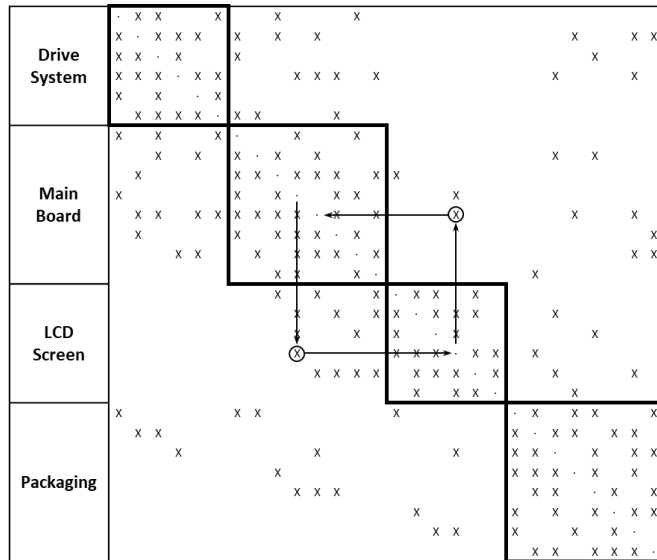 Drive
System
· X X X X X
X · X X X X X X X X X
X X · X X X
X X X · X X X X X X X X
X X · X
X X X X · X X X
Main
Board
X X X · X X
X X X · X X X X
X X X · X X X X X X
X X X · X X X
X X X X X X X X · X X X X X
X X X X X · X X
X X X X X X · X X X
X X X · X
LCD
Screen
X X X · X X X
X X X X · X X X X
X X X · X X
X X X X · X X X
X X X X X X X · X X X
X X X · X
Packaging
X X X X · X X X X
X X X · X X X X
X X X X X · X X X
X X X X · X X
X X X X X · X X
X X X · X X
X X X X X ·
X X X X X ·